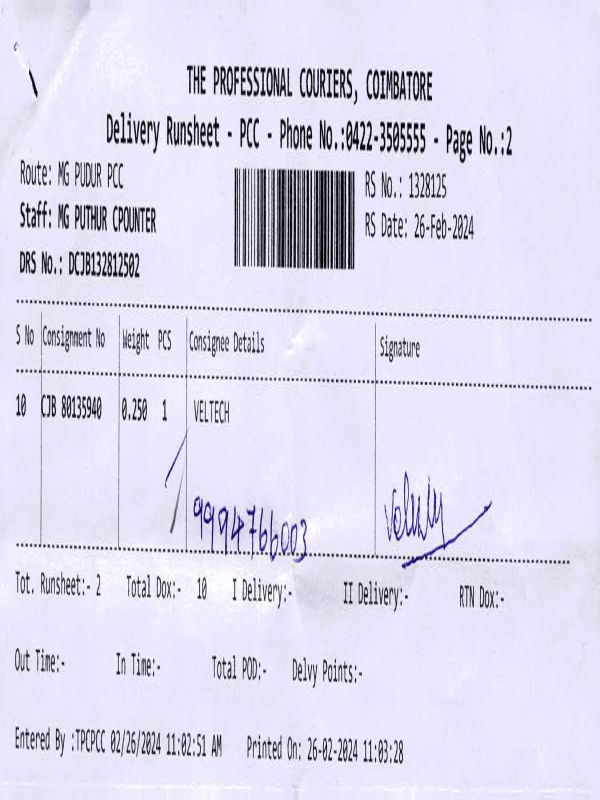 THE PROFESSIONAL COURIERS, COIMBATORE
Delivery Runsheet - PCC - Phone No.:0422-3505555 - Page No.:2
Route: MG PUDUR PCC
RS No.: 1328125
Staff: MG PUTHUR CPOUNTER
RS Date: 26-Feb-2024
DRS No.: DCJB132812502
S No Consignment No Weight PCS Consignee Details Signature
10 CJB 80135940 0.250 1 VELTECH
9994766003
Tot. Runsheet:- 2 Total Dox:- 10 I Delivery:- II Delivery:- RTN Dox:-
Out Time:- In Time:- Total POD:- Delvy Points:-
Entered By :TPCPCC 02/26/2024 11:02:51 AM Printed On: 26-02-2024 11:03:28